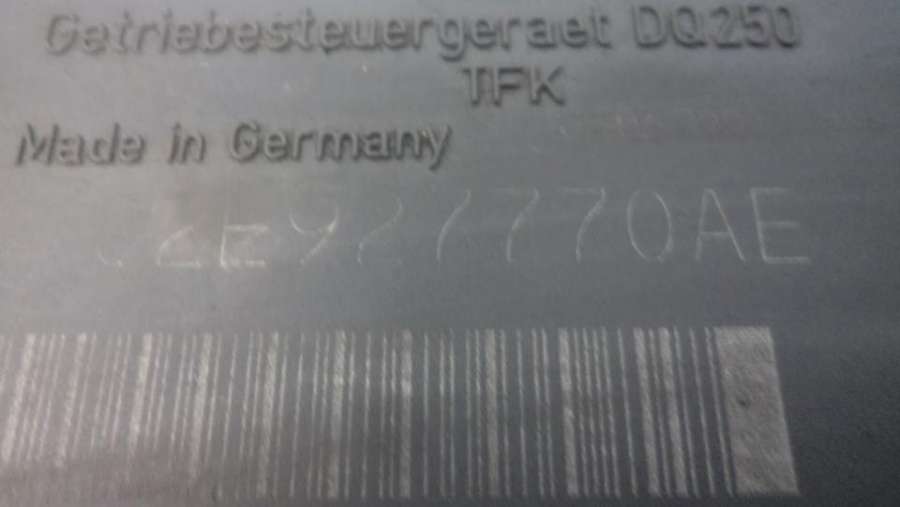 Getriebesteuergeraet DQ250
TFK
Made in Germany
02E927770AE